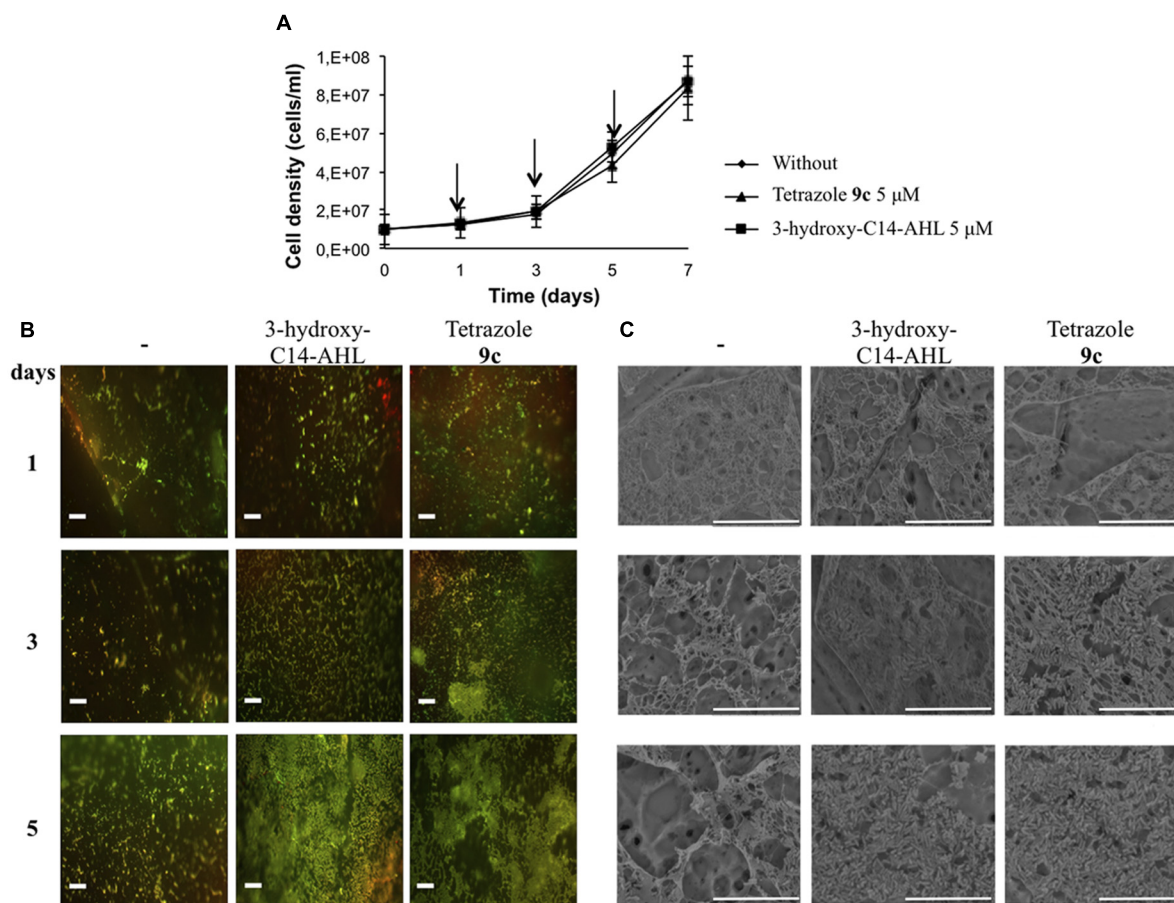 A
Cell density (cells/ml)
1,E+08
8,E+07
6,E+07
4,E+07
2,E+07
0,E+00
0 1 3 5 7
Time (days)
Without
Tetrazole 9c 5 μM
3-hydroxy-C14-AHL 5 μM
B
days
-
3-hydroxy-
C14-AHL
Tetrazole
9c
1
3
5
C
-
3-hydroxy-
C14-AHL
Tetrazole
9c